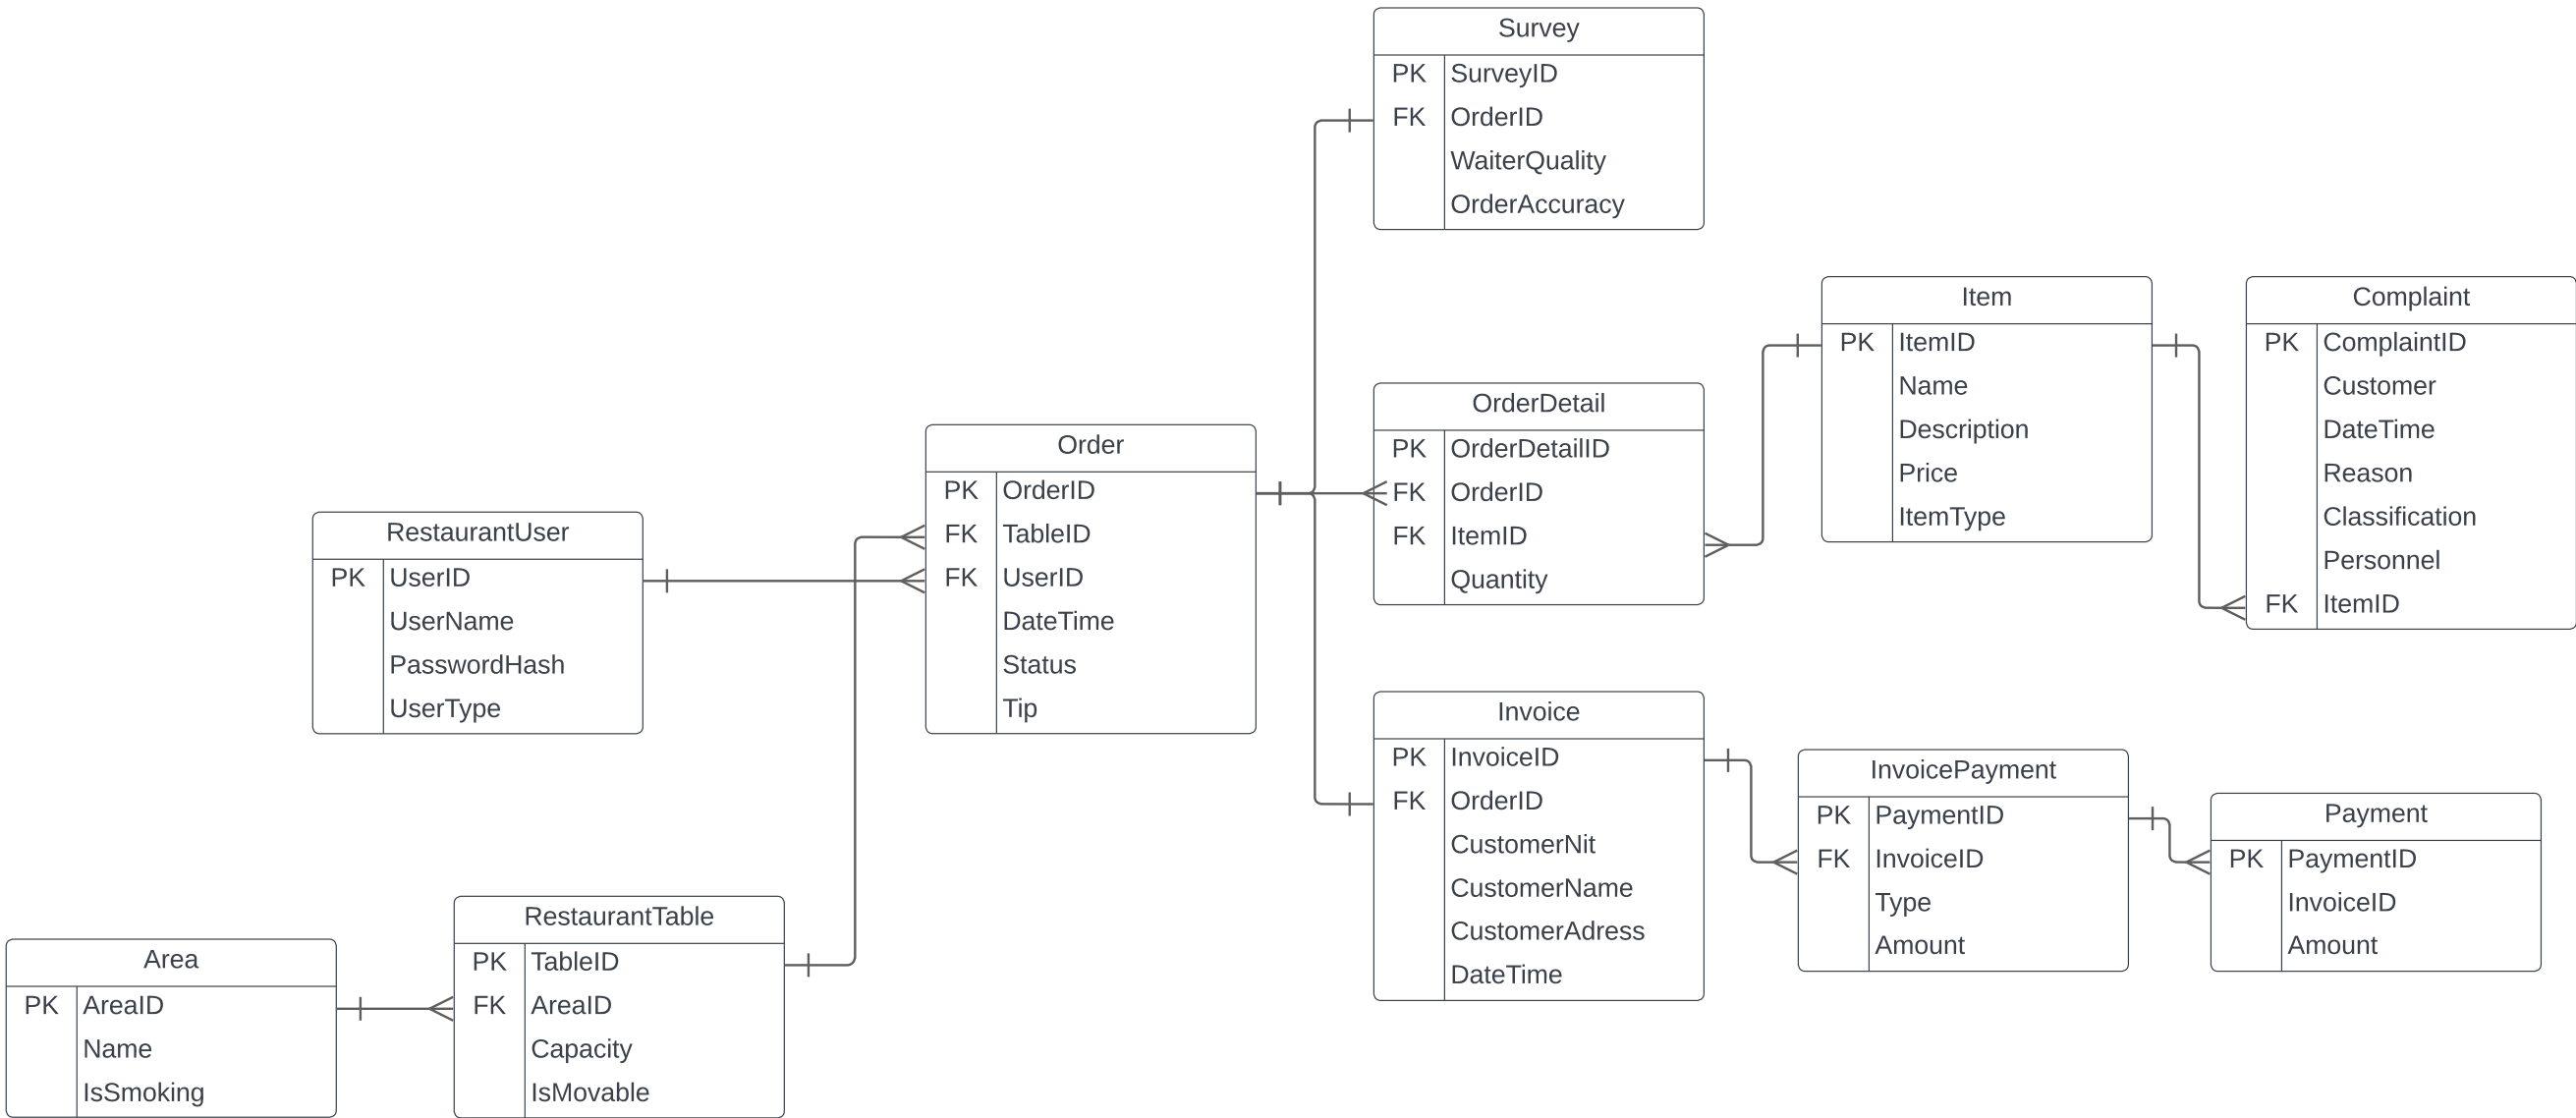 Survey
PK SurveyID
FK OrderID
WaiterQuality
OrderAccuracy
Item
PK ItemID
Name
Description
Price
ItemType
Complaint
PK ComplaintID
Customer
DateTime
Reason
Classification
Personnel
FK ItemID
OrderDetail
PK OrderDetailID
FK OrderID
FK ItemID
Quantity
Order
PK OrderID
FK TableID
FK UserID
DateTime
Status
Tip
RestaurantUser
PK UserID
UserName
PasswordHash
UserType
Invoice
PK InvoiceID
FK OrderID
CustomerNit
CustomerName
CustomerAdress
DateTime
InvoicePayment
PK PaymentID
FK InvoiceID
Type
Amount
Payment
PK PaymentID
InvoiceID
Amount
RestaurantTable
PK TableID
FK AreaID
Capacity
IsMovable
Area
PK AreaID
Name
IsSmoking